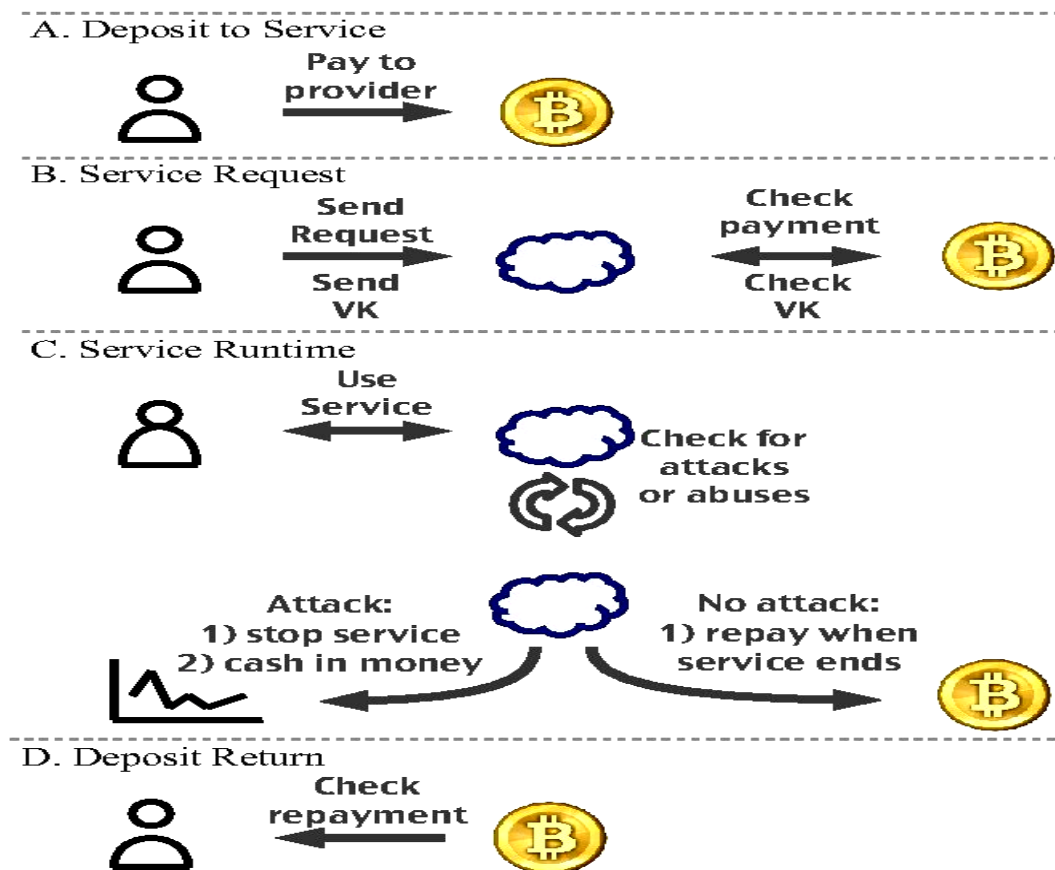 A. Deposit to Service
Pay to
provider
B. Service Request
Send
Request
Send
VK
Check
payment
Check
VK
C. Service Runtime
Use
Service
Check for
attacks
or abuses
Attack:
1) stop service
2) cash in money
No attack:
1) repay when
service ends
D. Deposit Return
Check
repayment